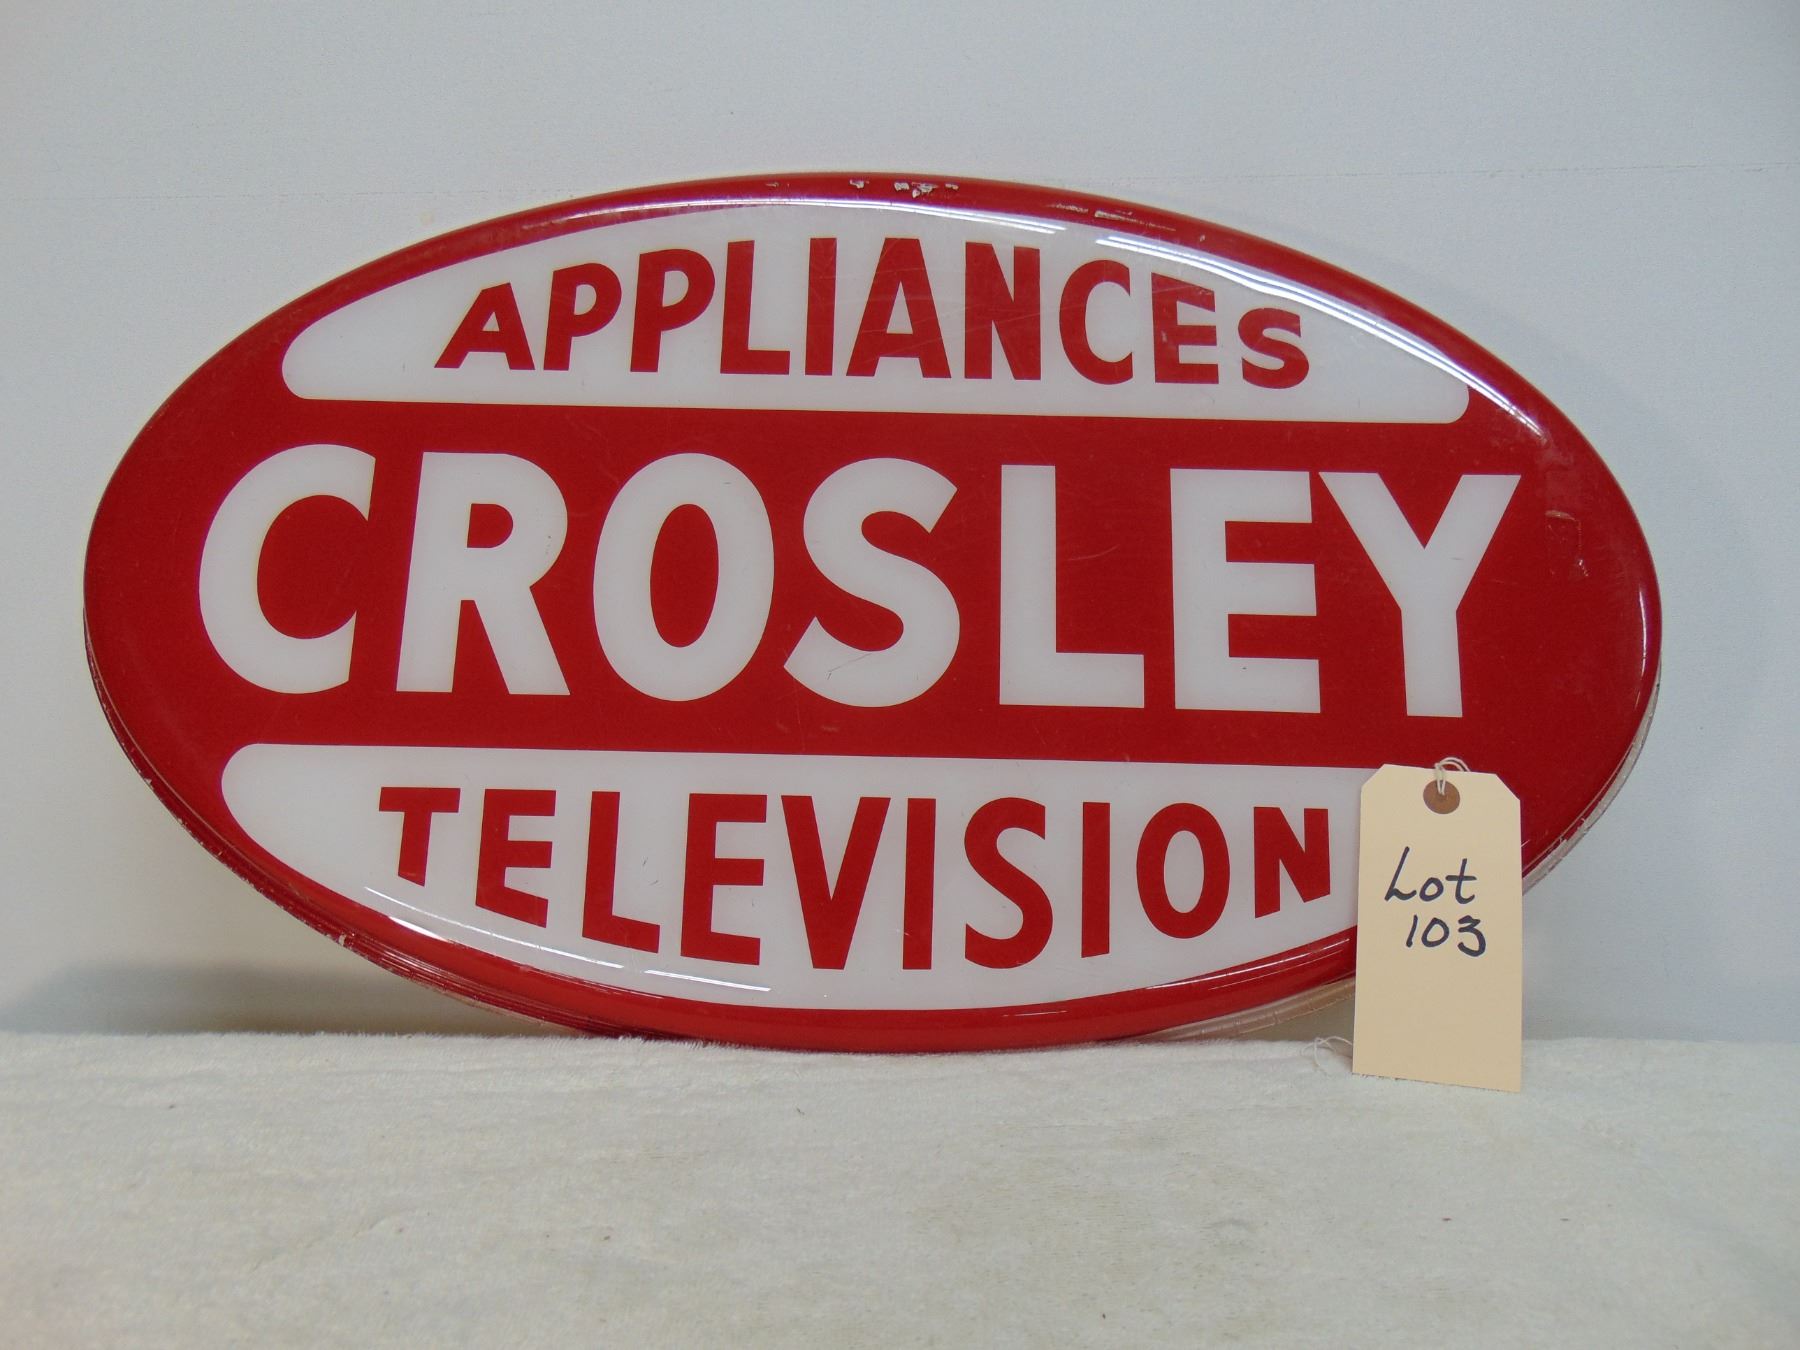 APPLIANCES
CROSLEY
TELEVISION
Lot
103